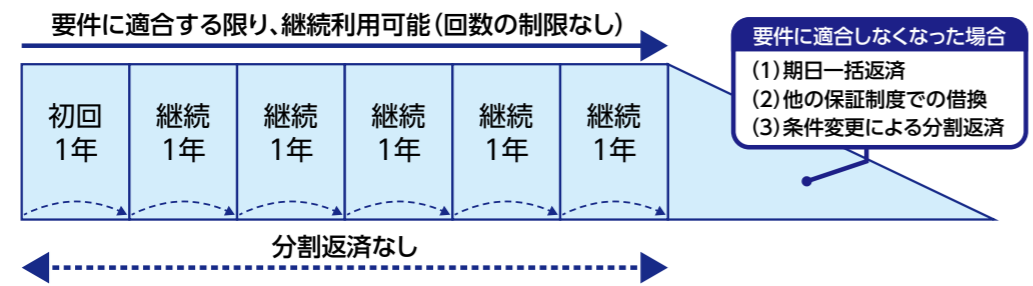 要件に適合する限り、継続利用可能（回数の制限なし）
要件に適合しなくなった場合
（1）期日一括返済
（2）他の保証制度での借換
（3）条件変更による分割返済
初回
1年
継続
1年
継続
1年
継続
1年
継続
1年
継続
1年
分割返済なし